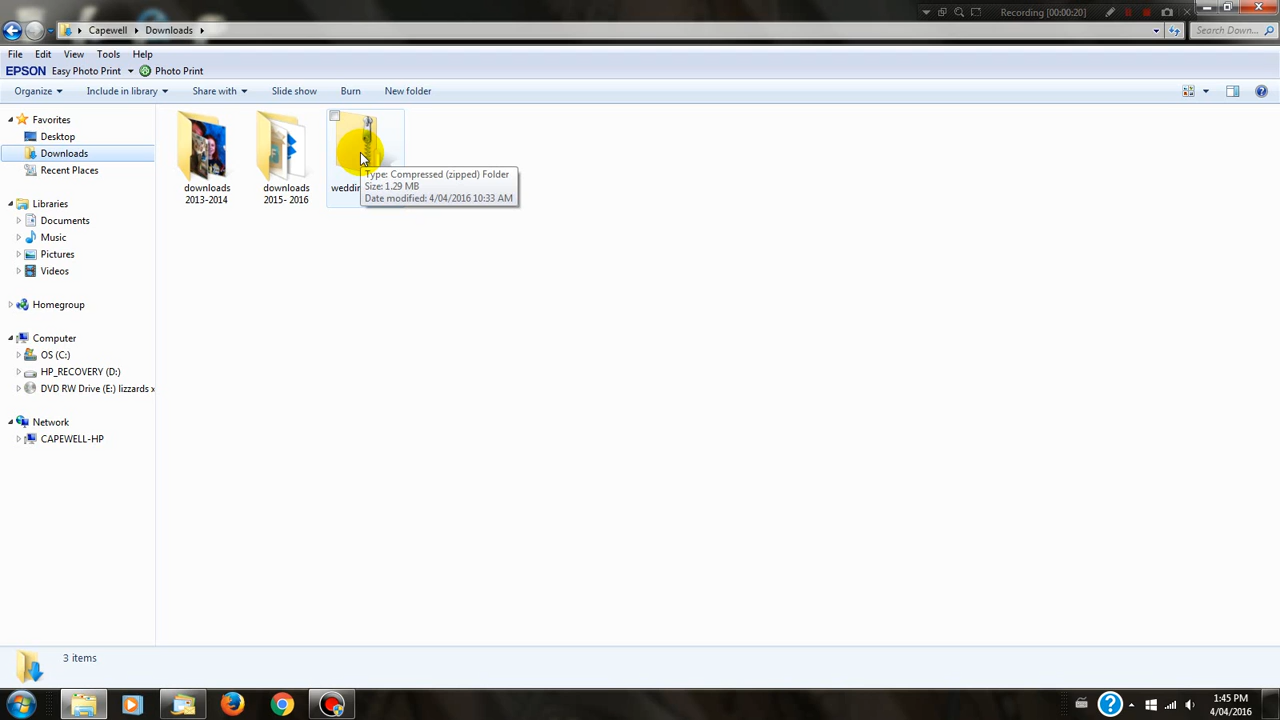 Recording [00:00:20]
Capewell Downloads
Search Down...
File Edit View Tools Help
EPSON Easy Photo Print Photo Print
Organize Include in library Share with Slide show Burn New folder
Favorites
Desktop
Downloads
Recent Places
Libraries
Documents
Music
Pictures
Videos
Homegroup
Computer
OS (C:)
HP_RECOVERY (D:)
DVD RW Drive (E:) lizzards x
Network
CAPEWELL-HP
downloads
2013-2014
downloads
2015- 2016
Type: Compressed (zipped) Folder
Size: 1.29 MB
Date modified: 4/04/2016 10:33 AM
3 items
1:45 PM
4/04/2016